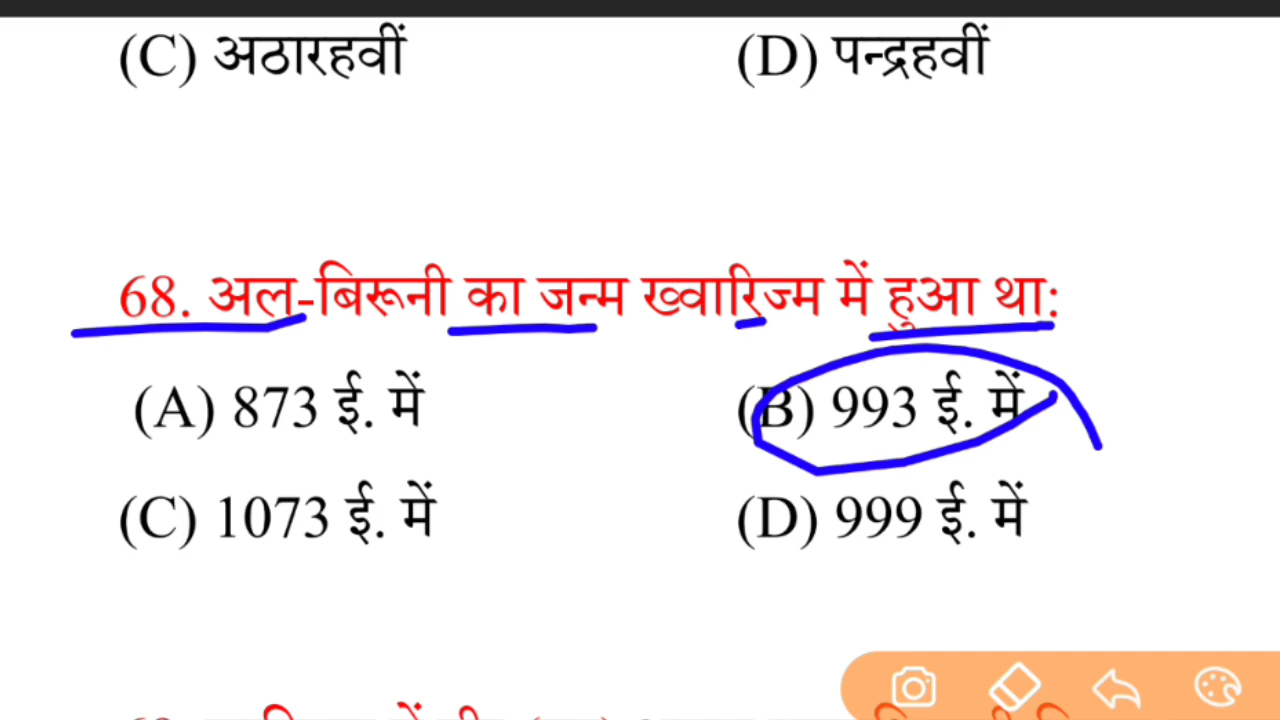 (C) अठारहवीं (D) पन्द्रहवीं
68. अल-बिरूनी का जन्म ख्वारिज्म में हुआ था:
(A) 873 ई. में (B) 993 ई. में
(C) 1073 ई. में (D) 999 ई. में